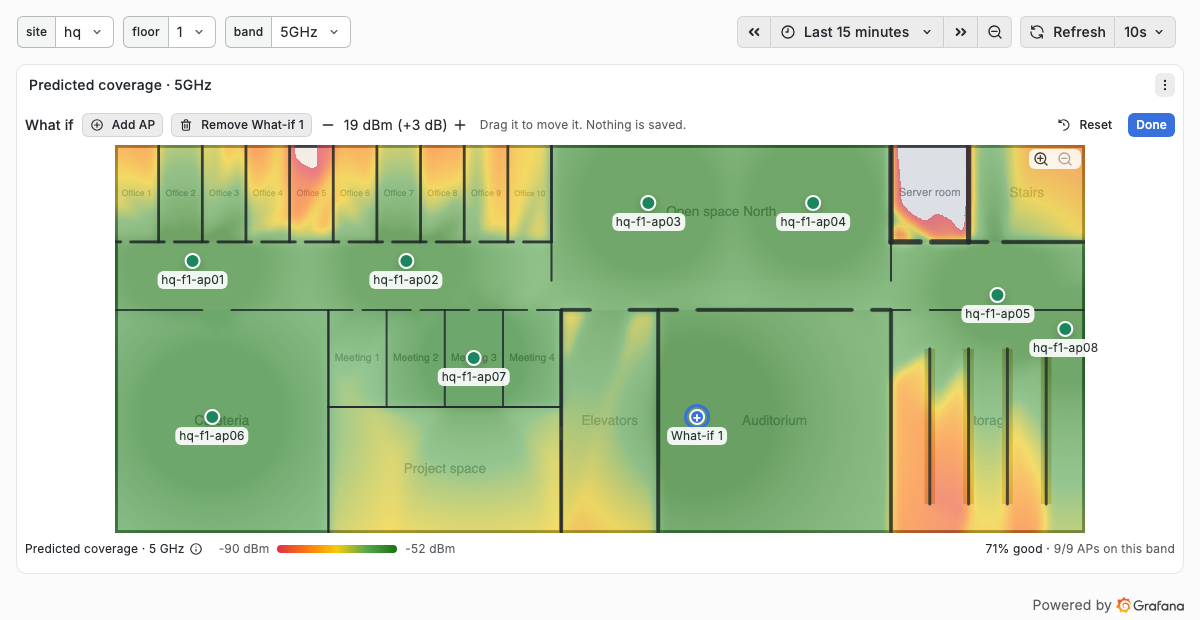 site hq floor 1 band 5GHz Last 15 minutes Refresh 10s
Predicted coverage · 5GHz
What if Add AP Remove What-if 1 19 dBm (+3 dB) Drag it to move it. Nothing is saved. Reset Done
Office 1 Office 2 Office 3 Office 4 Office 5 Office 6 Office 7 Office 8 Office 9 Office 10 Server room Stairs
Open space North
hq-f1-ap03 hq-f1-ap04
hq-f1-ap01 hq-f1-ap02
hq-f1-ap05
hq-f1-ap08
Meeting 1 Meeting 2 Meeting 3 Meeting 4
hq-f1-ap07
Elevators Auditorium
hq-f1-ap06 What-if 1
Project space
Predicted coverage · 5 GHz -90 dBm -52 dBm 71% good · 9/9 APs on this band
Powered by Grafana